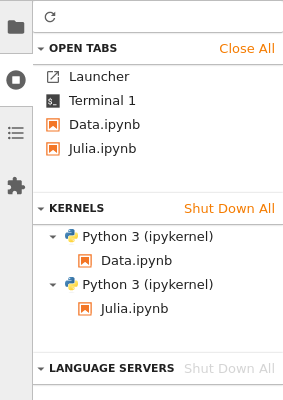 OPEN TABS Close All
Launcher
$_ Terminal 1
Data.ipynb
Julia.ipynb
KERNELS Shut Down All
Python 3 (ipykernel)
Data.ipynb
Python 3 (ipykernel)
Julia.ipynb
LANGUAGE SERVERS Shut Down All